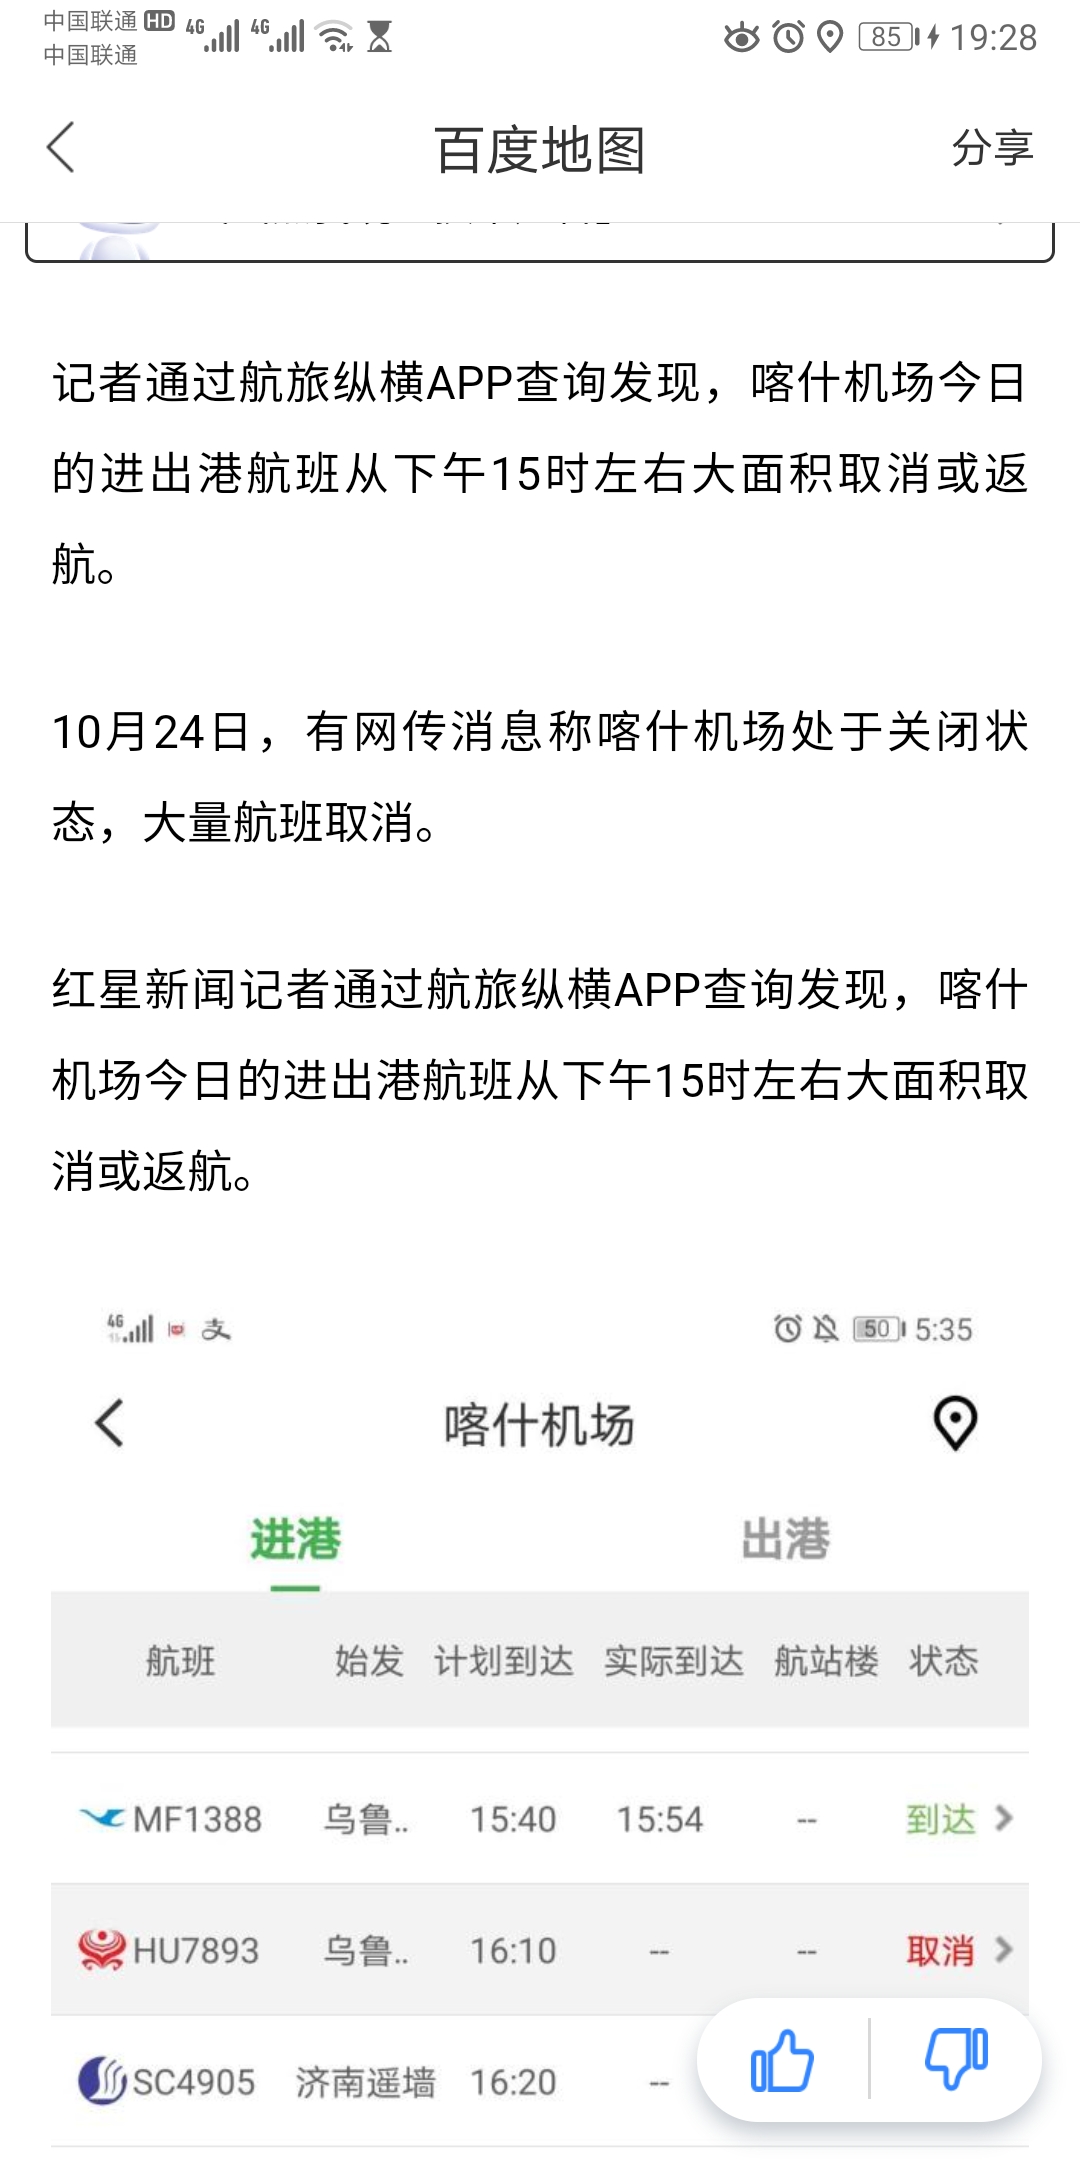 中国联通 HD 4G 4G 85 19:28
中国联通
百度地图 分享
记者通过航旅纵横APP查询发现，喀什机场今日
的进出港航班从下午15时左右大面积取消或返
航。
10月24日，有网传消息称喀什机场处于关闭状
态，大量航班取消。
红星新闻记者通过航旅纵横APP查询发现，喀什
机场今日的进出港航班从下午15时左右大面积取
消或返航。
4G 支 50 5:35
喀什机场
进港 出港
航班 始发 计划到达 实际到达 航站楼 状态
MF1388 乌鲁.. 15:40 15:54 -- 到达
HU7893 乌鲁.. 16:10 -- -- 取消
SC4905 济南遥墙 16:20 --